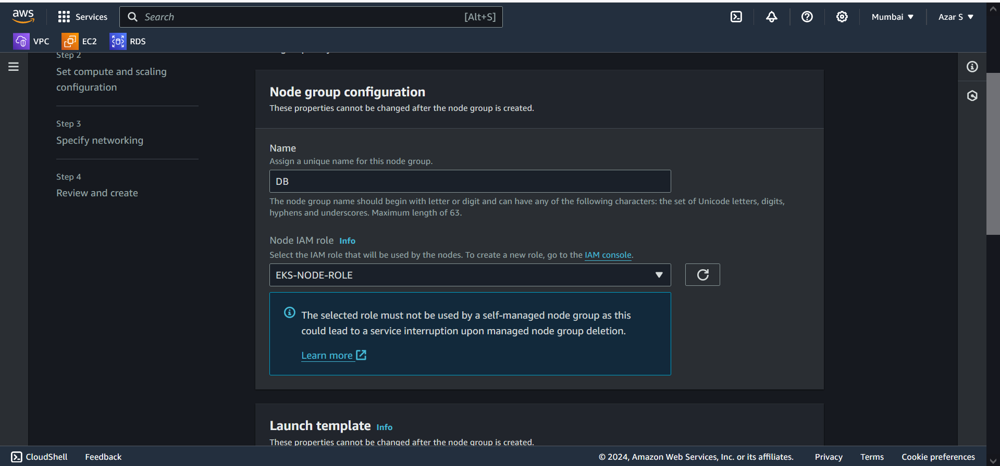 aws
Services
Search
[Alt+S]
Mumbai
Azar S
VPC
EC2
RDS
Step 2
Set compute and scaling
configuration
Step 3
Specify networking
Step 4
Review and create
Node group configuration
These properties cannot be changed after the node group is created.
Name
Assign a unique name for this node group.
DB
The node group name should begin with letter or digit and can have any of the following characters: the set of Unicode letters, digits,
hyphens and underscores. Maximum length of 63.
Node IAM role Info
Select the IAM role that will be used by the nodes. To create a new role, go to the IAM console.
EKS-NODE-ROLE
The selected role must not be used by a self-managed node group as this
could lead to a service interruption upon managed node group deletion.
Learn more
Launch template Info
These properties cannot be changed after the node group is created.
CloudShell
Feedback
© 2024, Amazon Web Services, Inc. or its affiliates.
Privacy
Terms
Cookie preferences